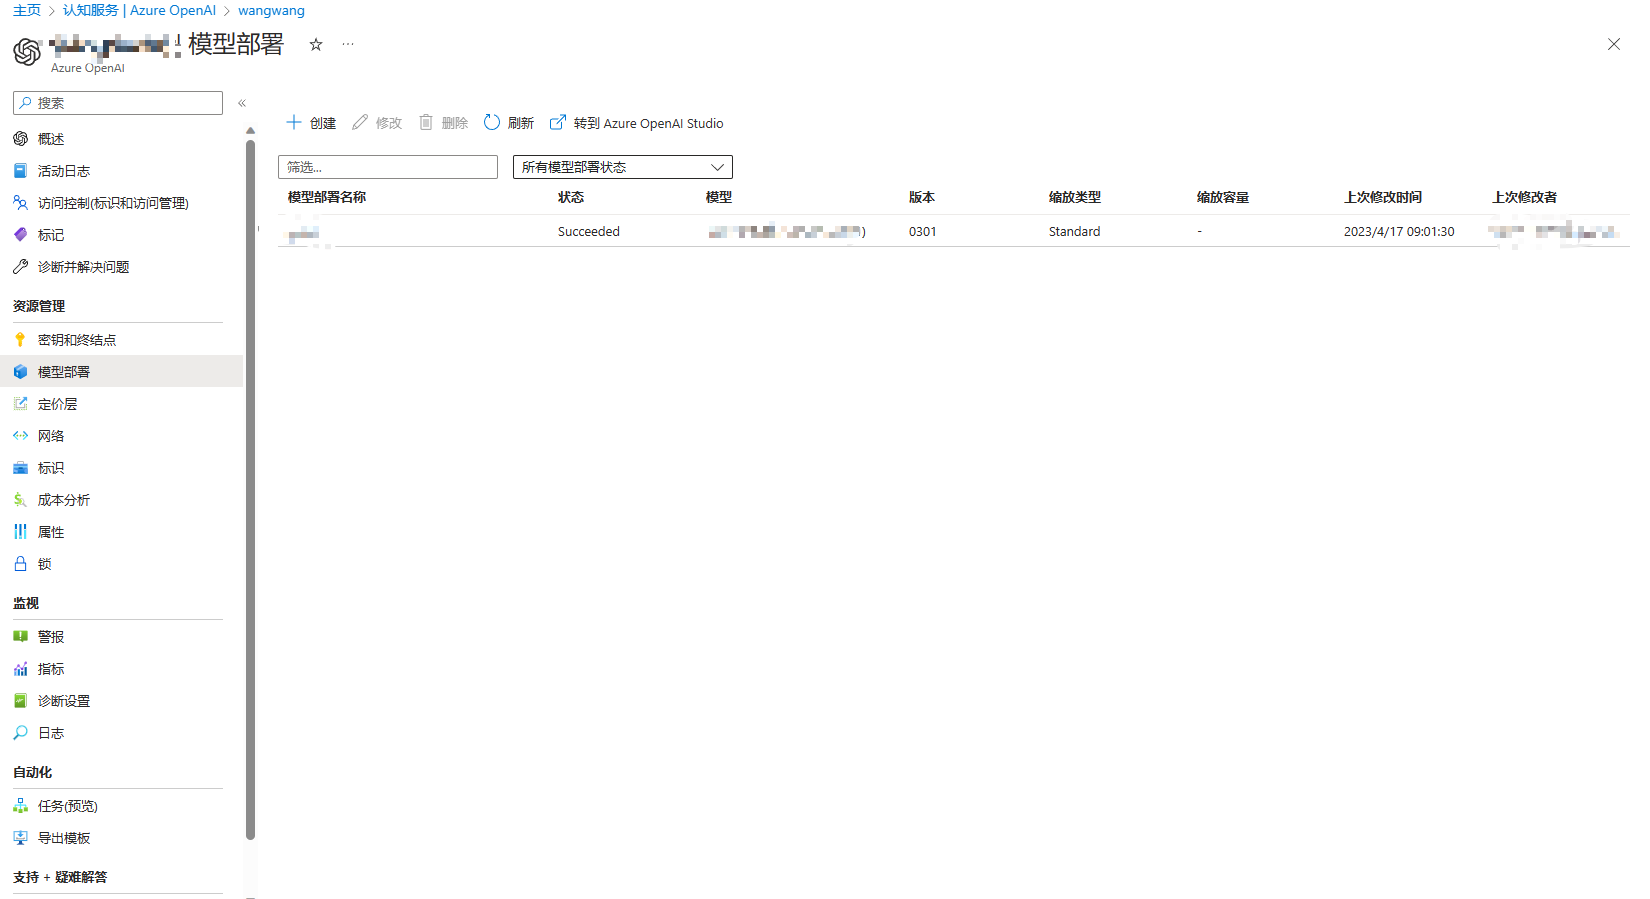 主页 > 认知服务 | Azure OpenAI > wangwang
| 模型部署
Azure OpenAI
搜索
概述
活动日志
访问控制(标识和访问管理)
标记
诊断并解决问题
资源管理
密钥和终结点
模型部署
定价层
网络
标识
成本分析
属性
锁
监视
警报
指标
诊断设置
日志
自动化
任务(预览)
导出模板
支持 + 疑难解答
创建 修改 删除 刷新 转到 Azure OpenAI Studio
筛选... 所有模型部署状态
模型部署名称 状态 模型 版本 缩放类型 缩放容量 上次修改时间 上次修改者
Succeeded ) 0301 Standard - 2023/4/17 09:01:30